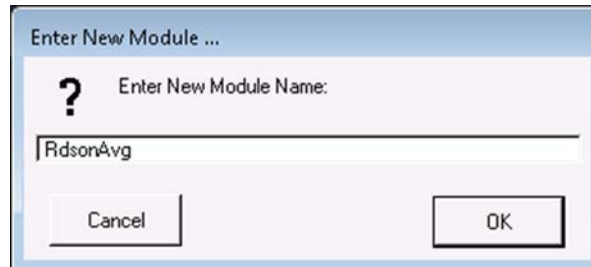 Enter New Module ...
?
Enter New Module Name:
RdsonAvg
Cancel
OK